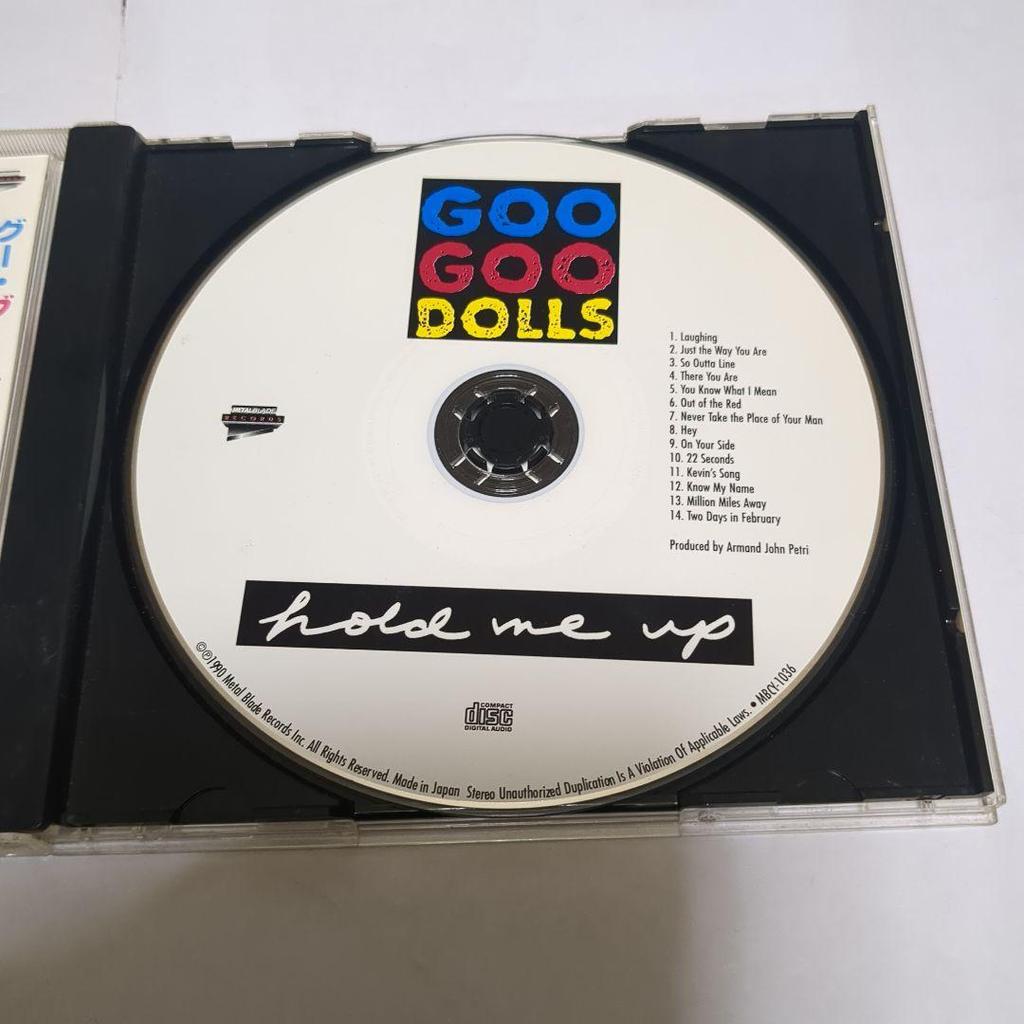 グー・グ
GOO
GOO
DOLLS
1. Laughing
2. Just the Way You Are
3. So Outta Line
4. There You Are
5. You Know What I Mean
6. Out of the Red
7. Never Take the Place of Your Man
8. Hey
9. On Your Side
10. 22 Seconds
11. Kevin's Song
12. Know My Name
13. Million Miles Away
14. Two Days in February
Produced by Armand John Petri
METAL BLADE
RECORDS
hold me up
COMPACT
disc
DIGITAL AUDIO
©℗1990 Metal Blade Records Inc. All Rights Reserved. Made in Japan Stereo Unauthorized Duplication Is A Violation Of Applicable Laws. • MBCY-1036